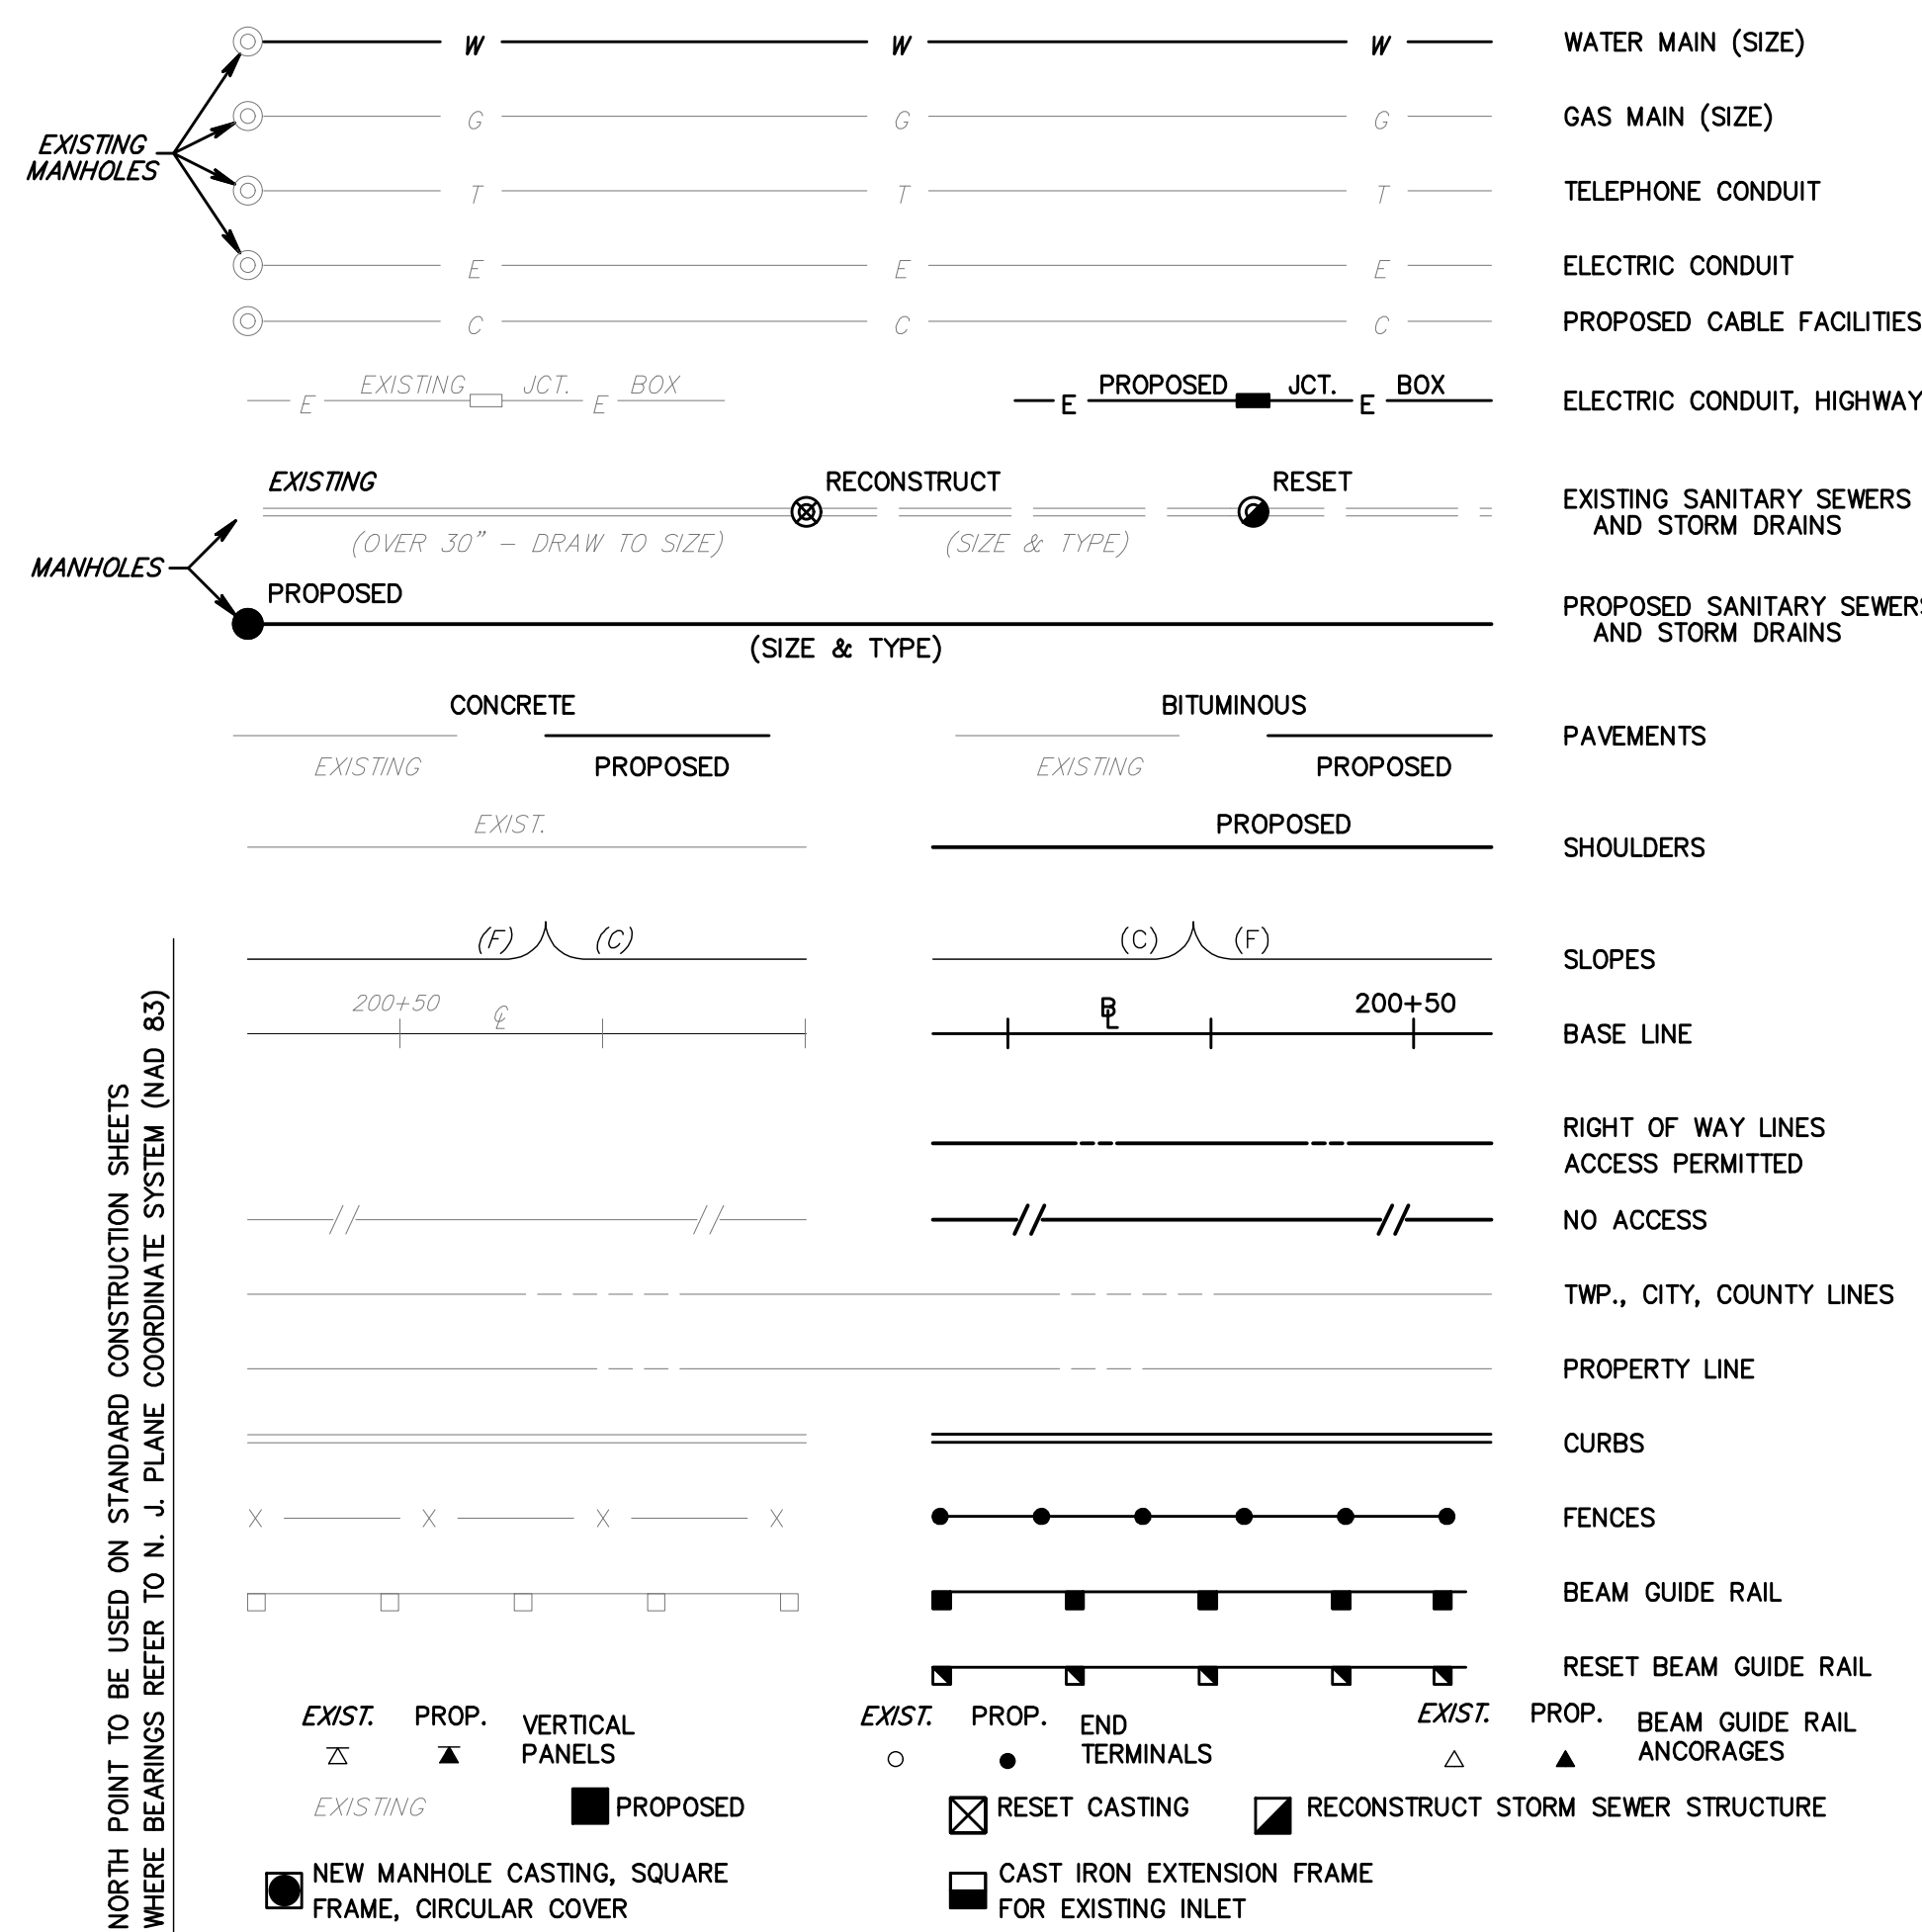 W W W WATER MAIN (SIZE)
G G G GAS MAIN (SIZE)
EXISTING
MANHOLES
T T T TELEPHONE CONDUIT
E E E ELECTRIC CONDUIT
C C C PROPOSED CABLE FACILITIES
EXISTING JCT. BOX PROPOSED JCT. BOX
E E E E ELECTRIC CONDUIT, HIGHWAY
EXISTING RECONSTRUCT RESET
EXISTING SANITARY SEWERS
AND STORM DRAINS
(OVER 30” – DRAW TO SIZE) (SIZE & TYPE)
MANHOLES
PROPOSED
PROPOSED SANITARY SEWERS
AND STORM DRAINS
(SIZE & TYPE)
CONCRETE BITUMINOUS
PAVEMENTS
EXISTING PROPOSED EXISTING PROPOSED
EXIST. PROPOSED
SHOULDERS
(F) (C) (C) (F)
SLOPES
200+50 CL BL 200+50
BASE LINE
RIGHT OF WAY LINES
ACCESS PERMITTED
NO ACCESS
TWP., CITY, COUNTY LINES
PROPERTY LINE
CURBS
X X X X FENCES
BEAM GUIDE RAIL
RESET BEAM GUIDE RAIL
NORTH POINT TO BE USED ON STANDARD CONSTRUCTION SHEETS
WHERE BEARINGS REFER TO N. J. PLANE COORDINATE SYSTEM (NAD 83)
EXIST. PROP. VERTICAL
PANELS
EXIST. PROP. END
TERMINALS
EXIST. PROP. BEAM GUIDE RAIL
ANCORAGES
EXISTING PROPOSED RESET CASTING RECONSTRUCT STORM SEWER STRUCTURE
NEW MANHOLE CASTING, SQUARE
FRAME, CIRCULAR COVER
CAST IRON EXTENSION FRAME
FOR EXISTING INLET